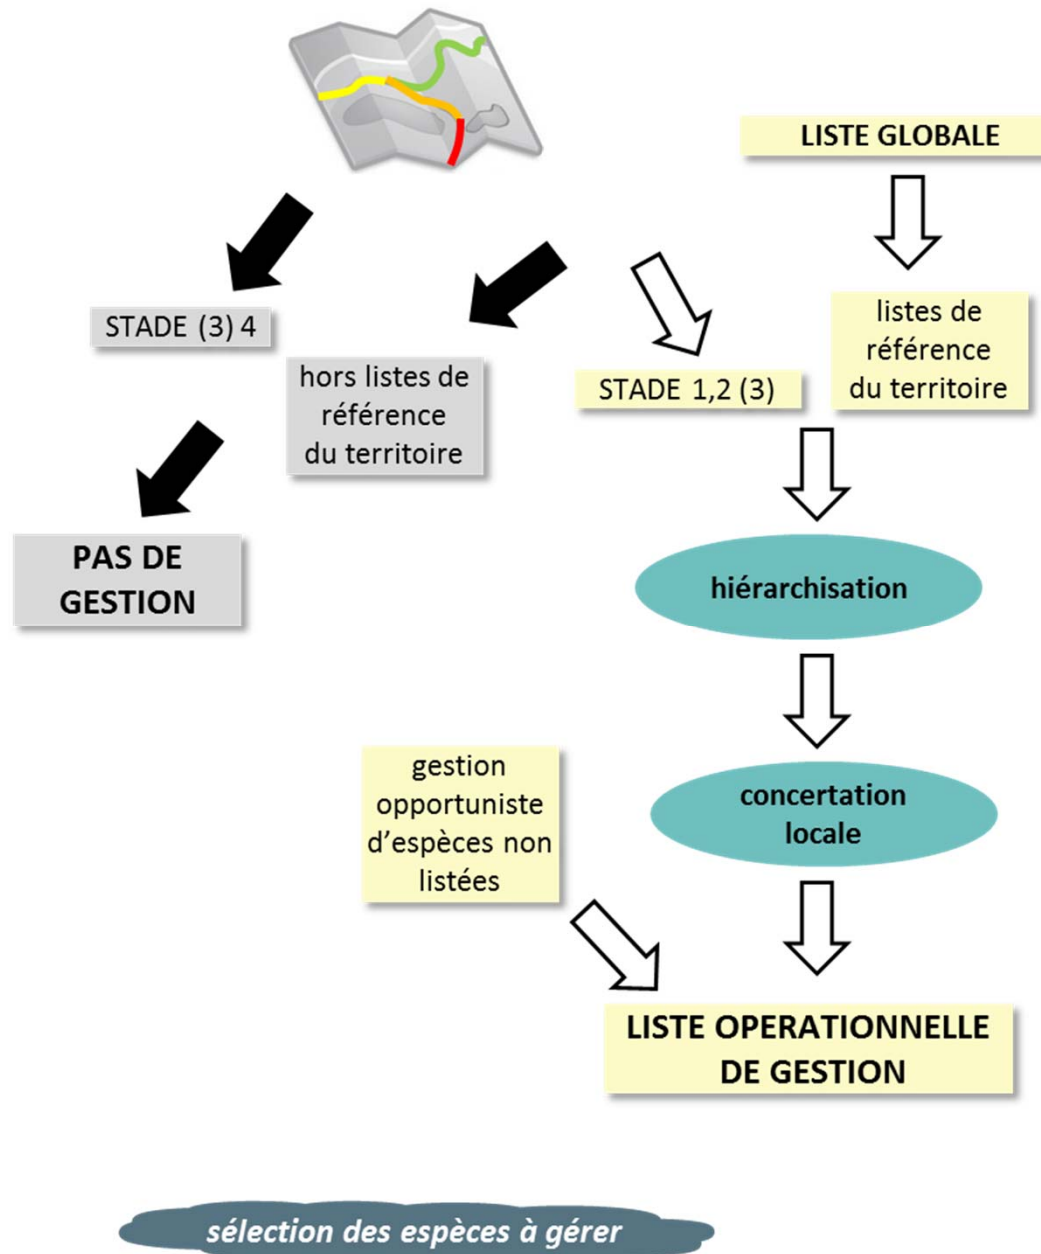 LISTE GLOBALE
STADE (3) 4
hors listes de
référence
du territoire
STADE 1,2 (3)
listes de
référence
du territoire
PAS DE
GESTION
hiérarchisation
gestion
opportuniste
d'espèces non
listées
concertation
locale
LISTE OPERATIONNELLE
DE GESTION
sélection des espèces à gérer